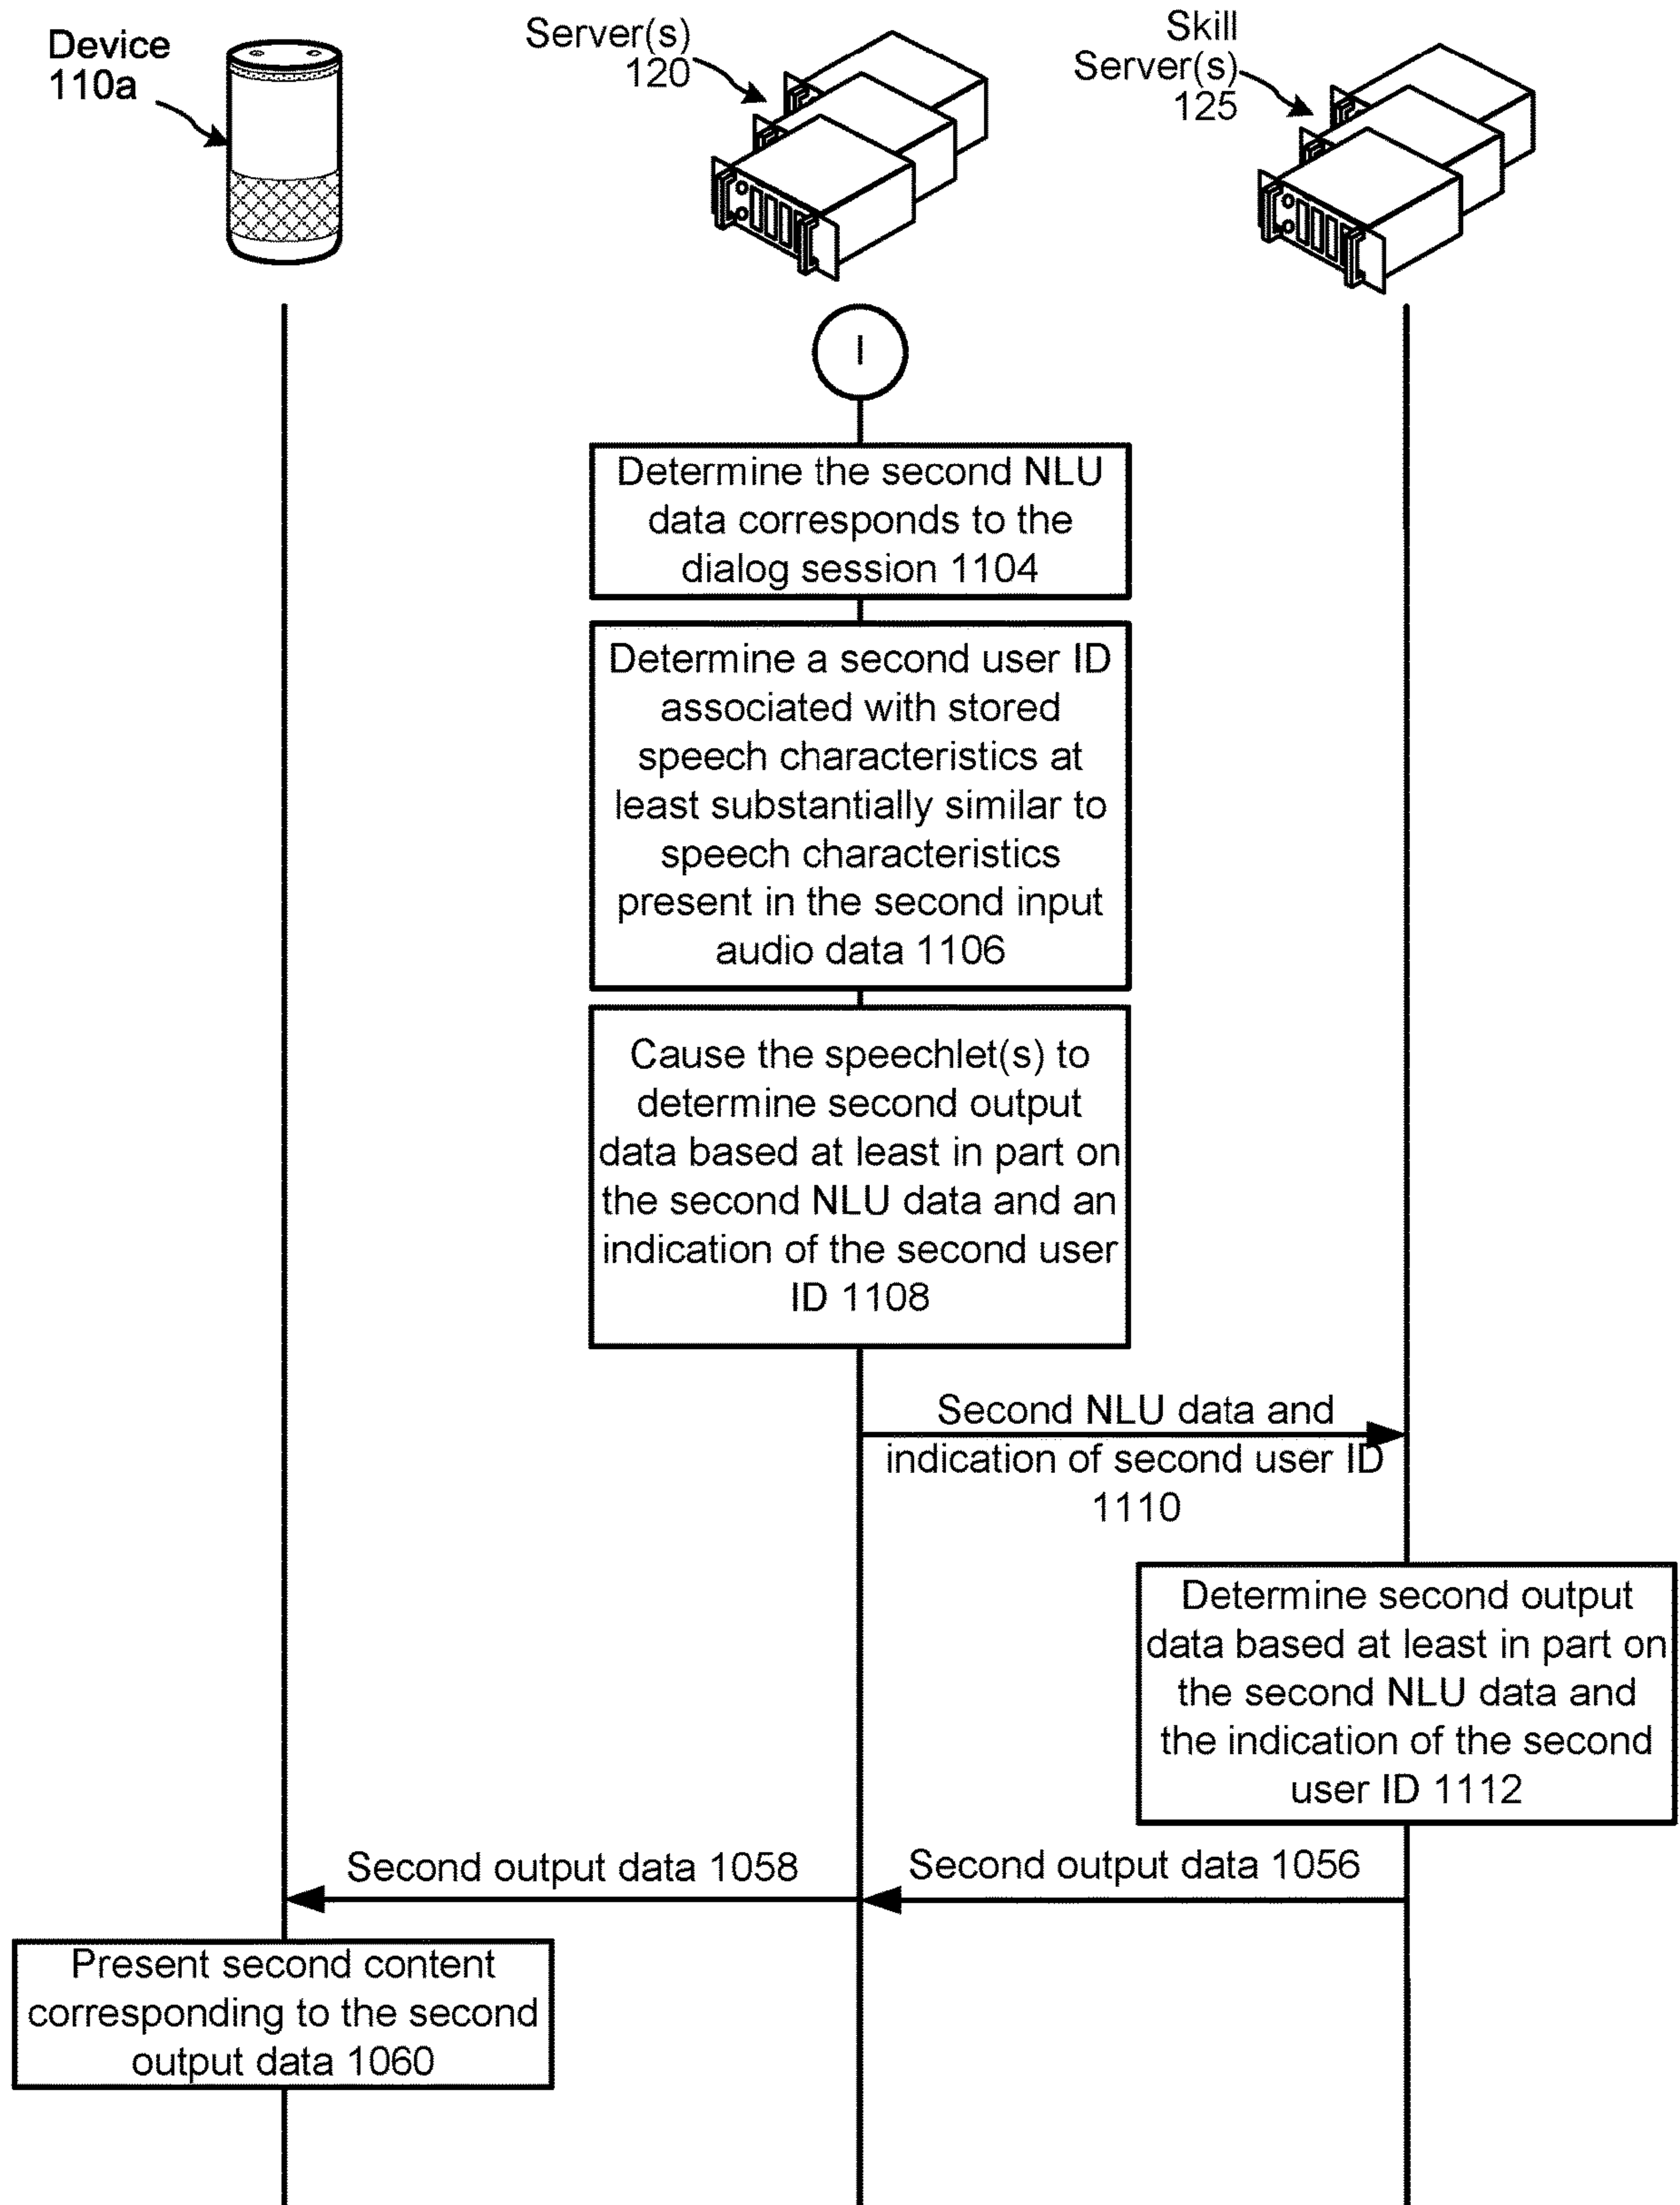 Device
110a
Server(s)
120
Skill
Server(s)
125
I
Determine the second NLU
data corresponds to the
dialog session 1104
Determine a second user ID
associated with stored
speech characteristics at
least substantially similar to
speech characteristics
present in the second input
audio data 1106
Cause the speechlet(s) to
determine second output
data based at least in part on
the second NLU data and an
indication of the second user
ID 1108
Second NLU data and
indication of second user ID
1110
Determine second output
data based at least in part on
the second NLU data and
the indication of the second
user ID 1112
Second output data 1058
Second output data 1056
Present second content
corresponding to the second
output data 1060